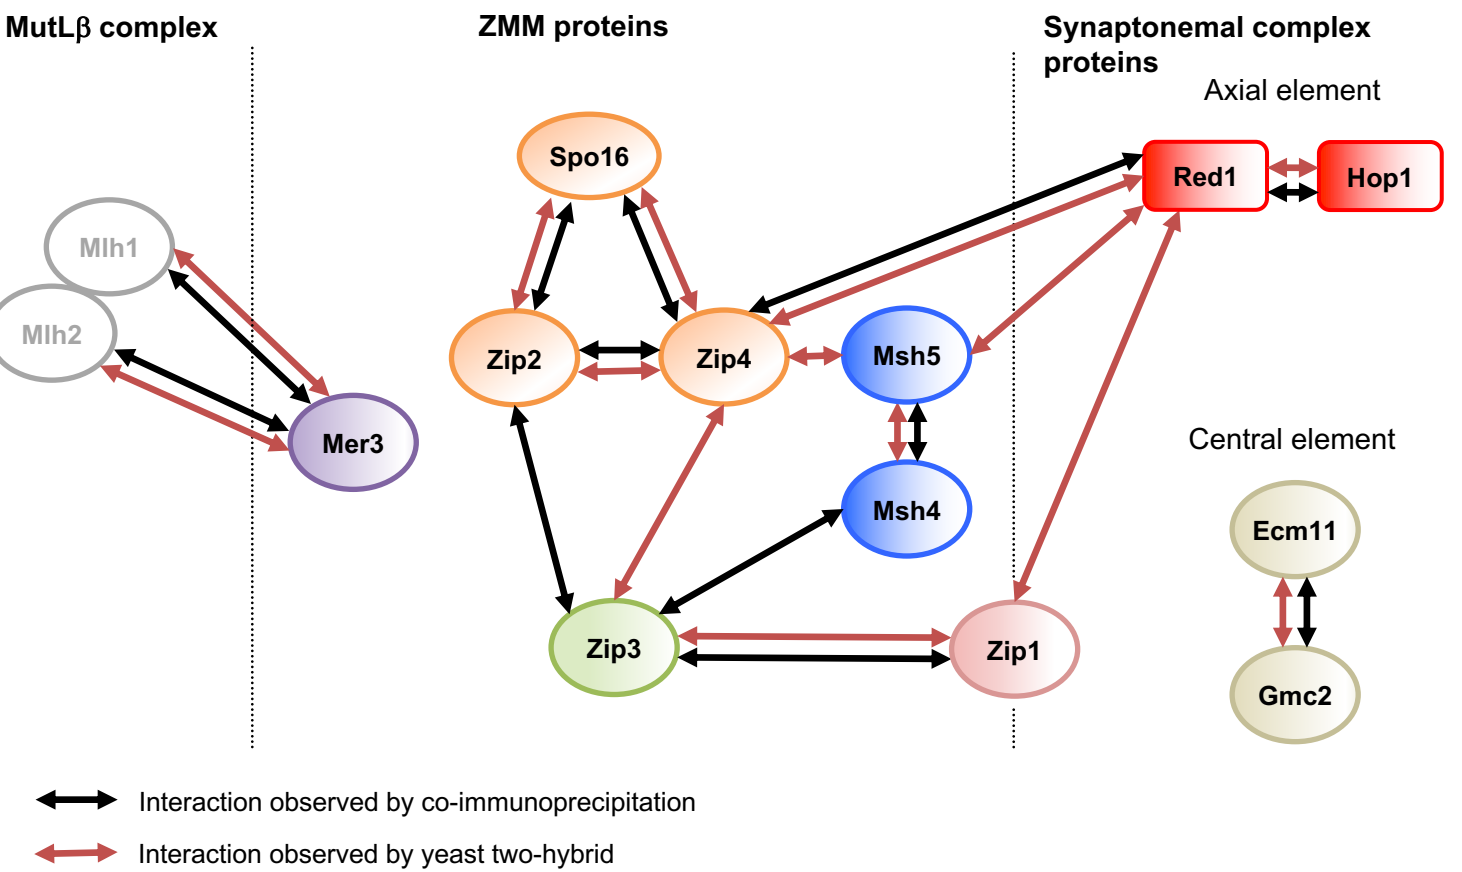 MutLβ complex
ZMM proteins
Synaptonemal complex
proteins
Axial element
Spo16
Red1
Hop1
Mlh1
Mlh2
Zip2
Zip4
Msh5
Mer3
Central element
Msh4
Ecm11
Zip3
Zip1
Gmc2
Interaction observed by co-immunoprecipitation
Interaction observed by yeast two-hybrid